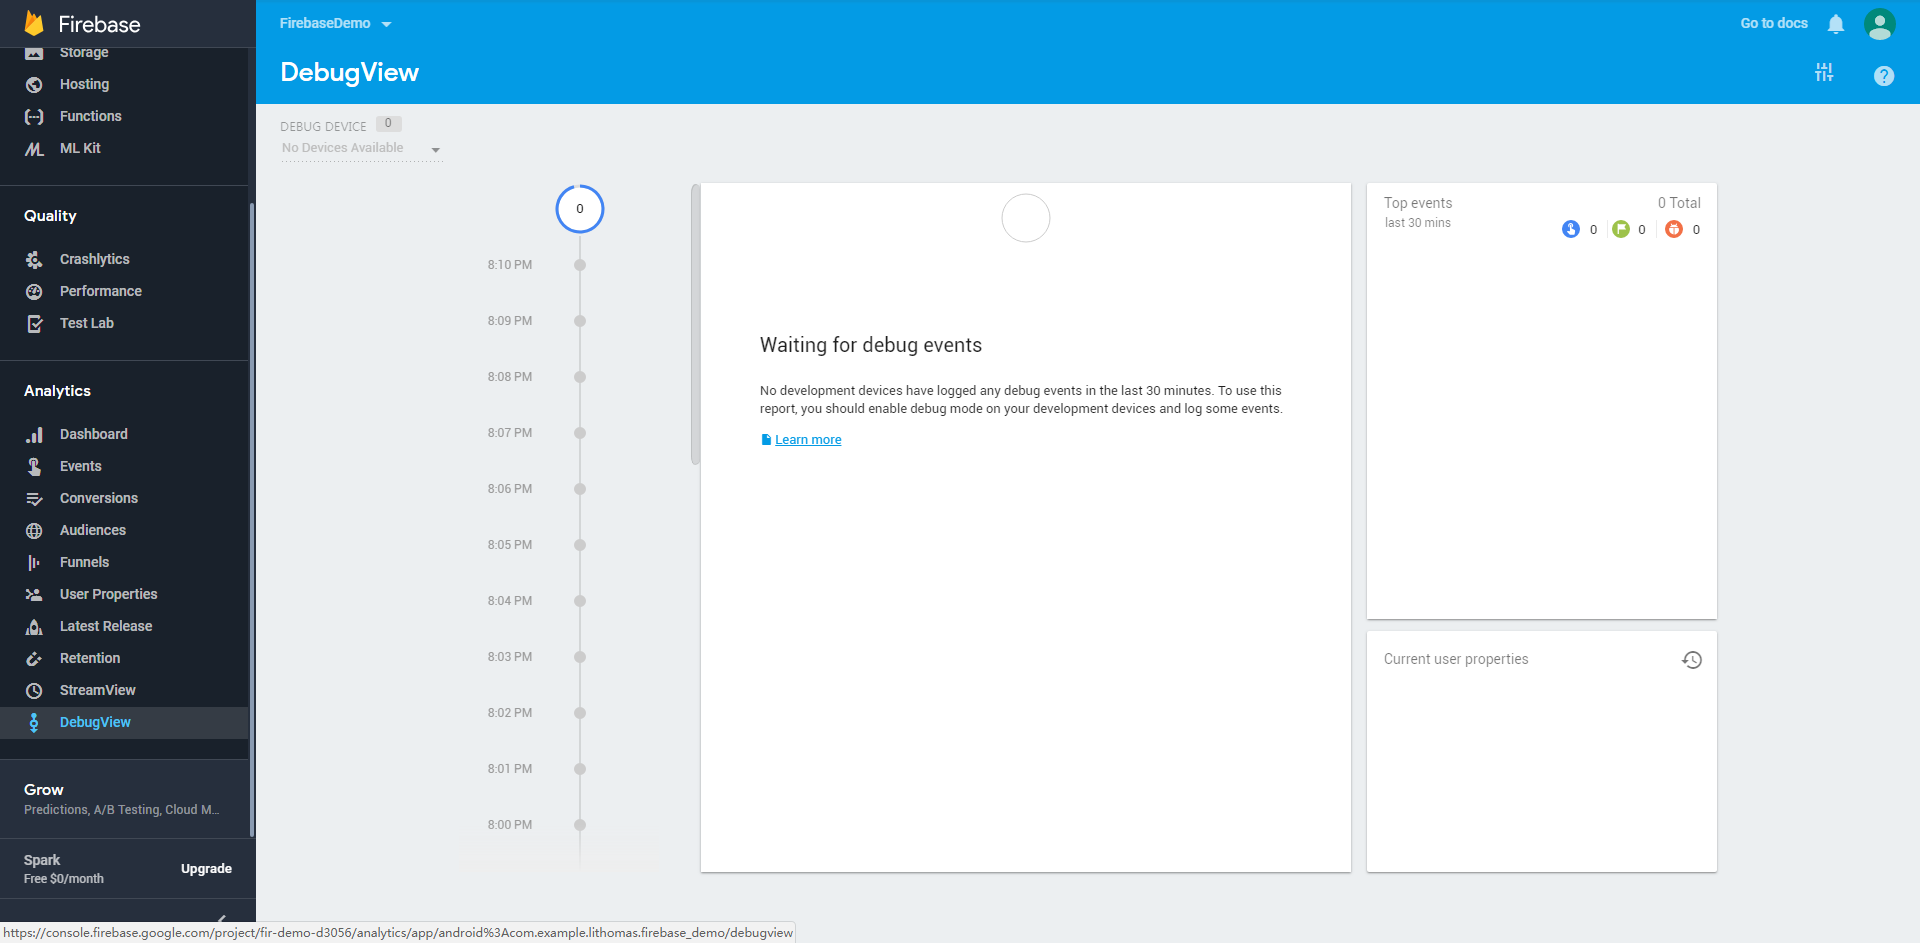 Firebase
Storage
Hosting
Functions
ML Kit
Quality
Crashlytics
Performance
Test Lab
Analytics
Dashboard
Events
Conversions
Audiences
Funnels
User Properties
Latest Release
Retention
StreamView
DebugView
Grow
Predictions, A/B Testing, Cloud M...
Spark
Free $0/month
Upgrade
FirebaseDemo
Go to docs
DebugView
DEBUG DEVICE 0
No Devices Available
0
8:10 PM
8:09 PM
8:08 PM
8:07 PM
8:06 PM
8:05 PM
8:04 PM
8:03 PM
8:02 PM
8:01 PM
8:00 PM
Waiting for debug events
No development devices have logged any debug events in the last 30 minutes. To use this
report, you should enable debug mode on your development devices and log some events.
Learn more
Top events 0 Total
last 30 mins
0 0 0
Current user properties
https://console.firebase.google.com/project/fir-demo-d3056/analytics/app/android%3Acom.example.lithomas.firebase_demo/debugview